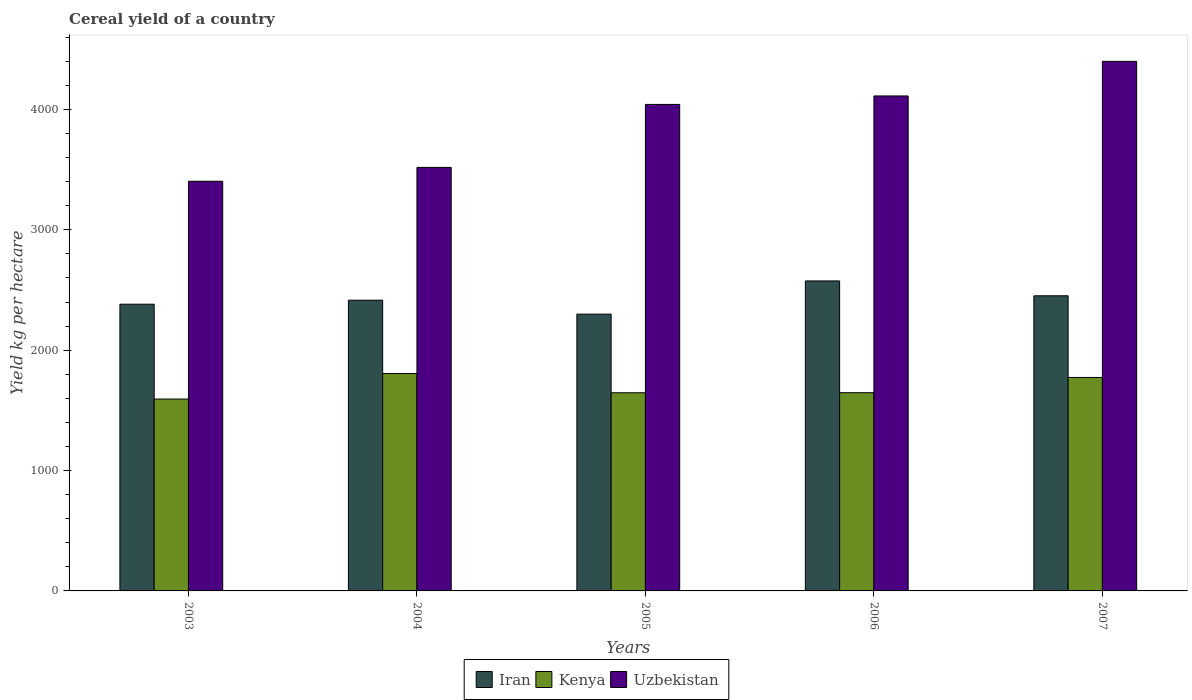 Cereal yield of a country
Yield kg per hectare
4000
3000
2000
1000
0
2003
2004
2005
2006
2007
Years
Iran
Kenya
Uzbekistan